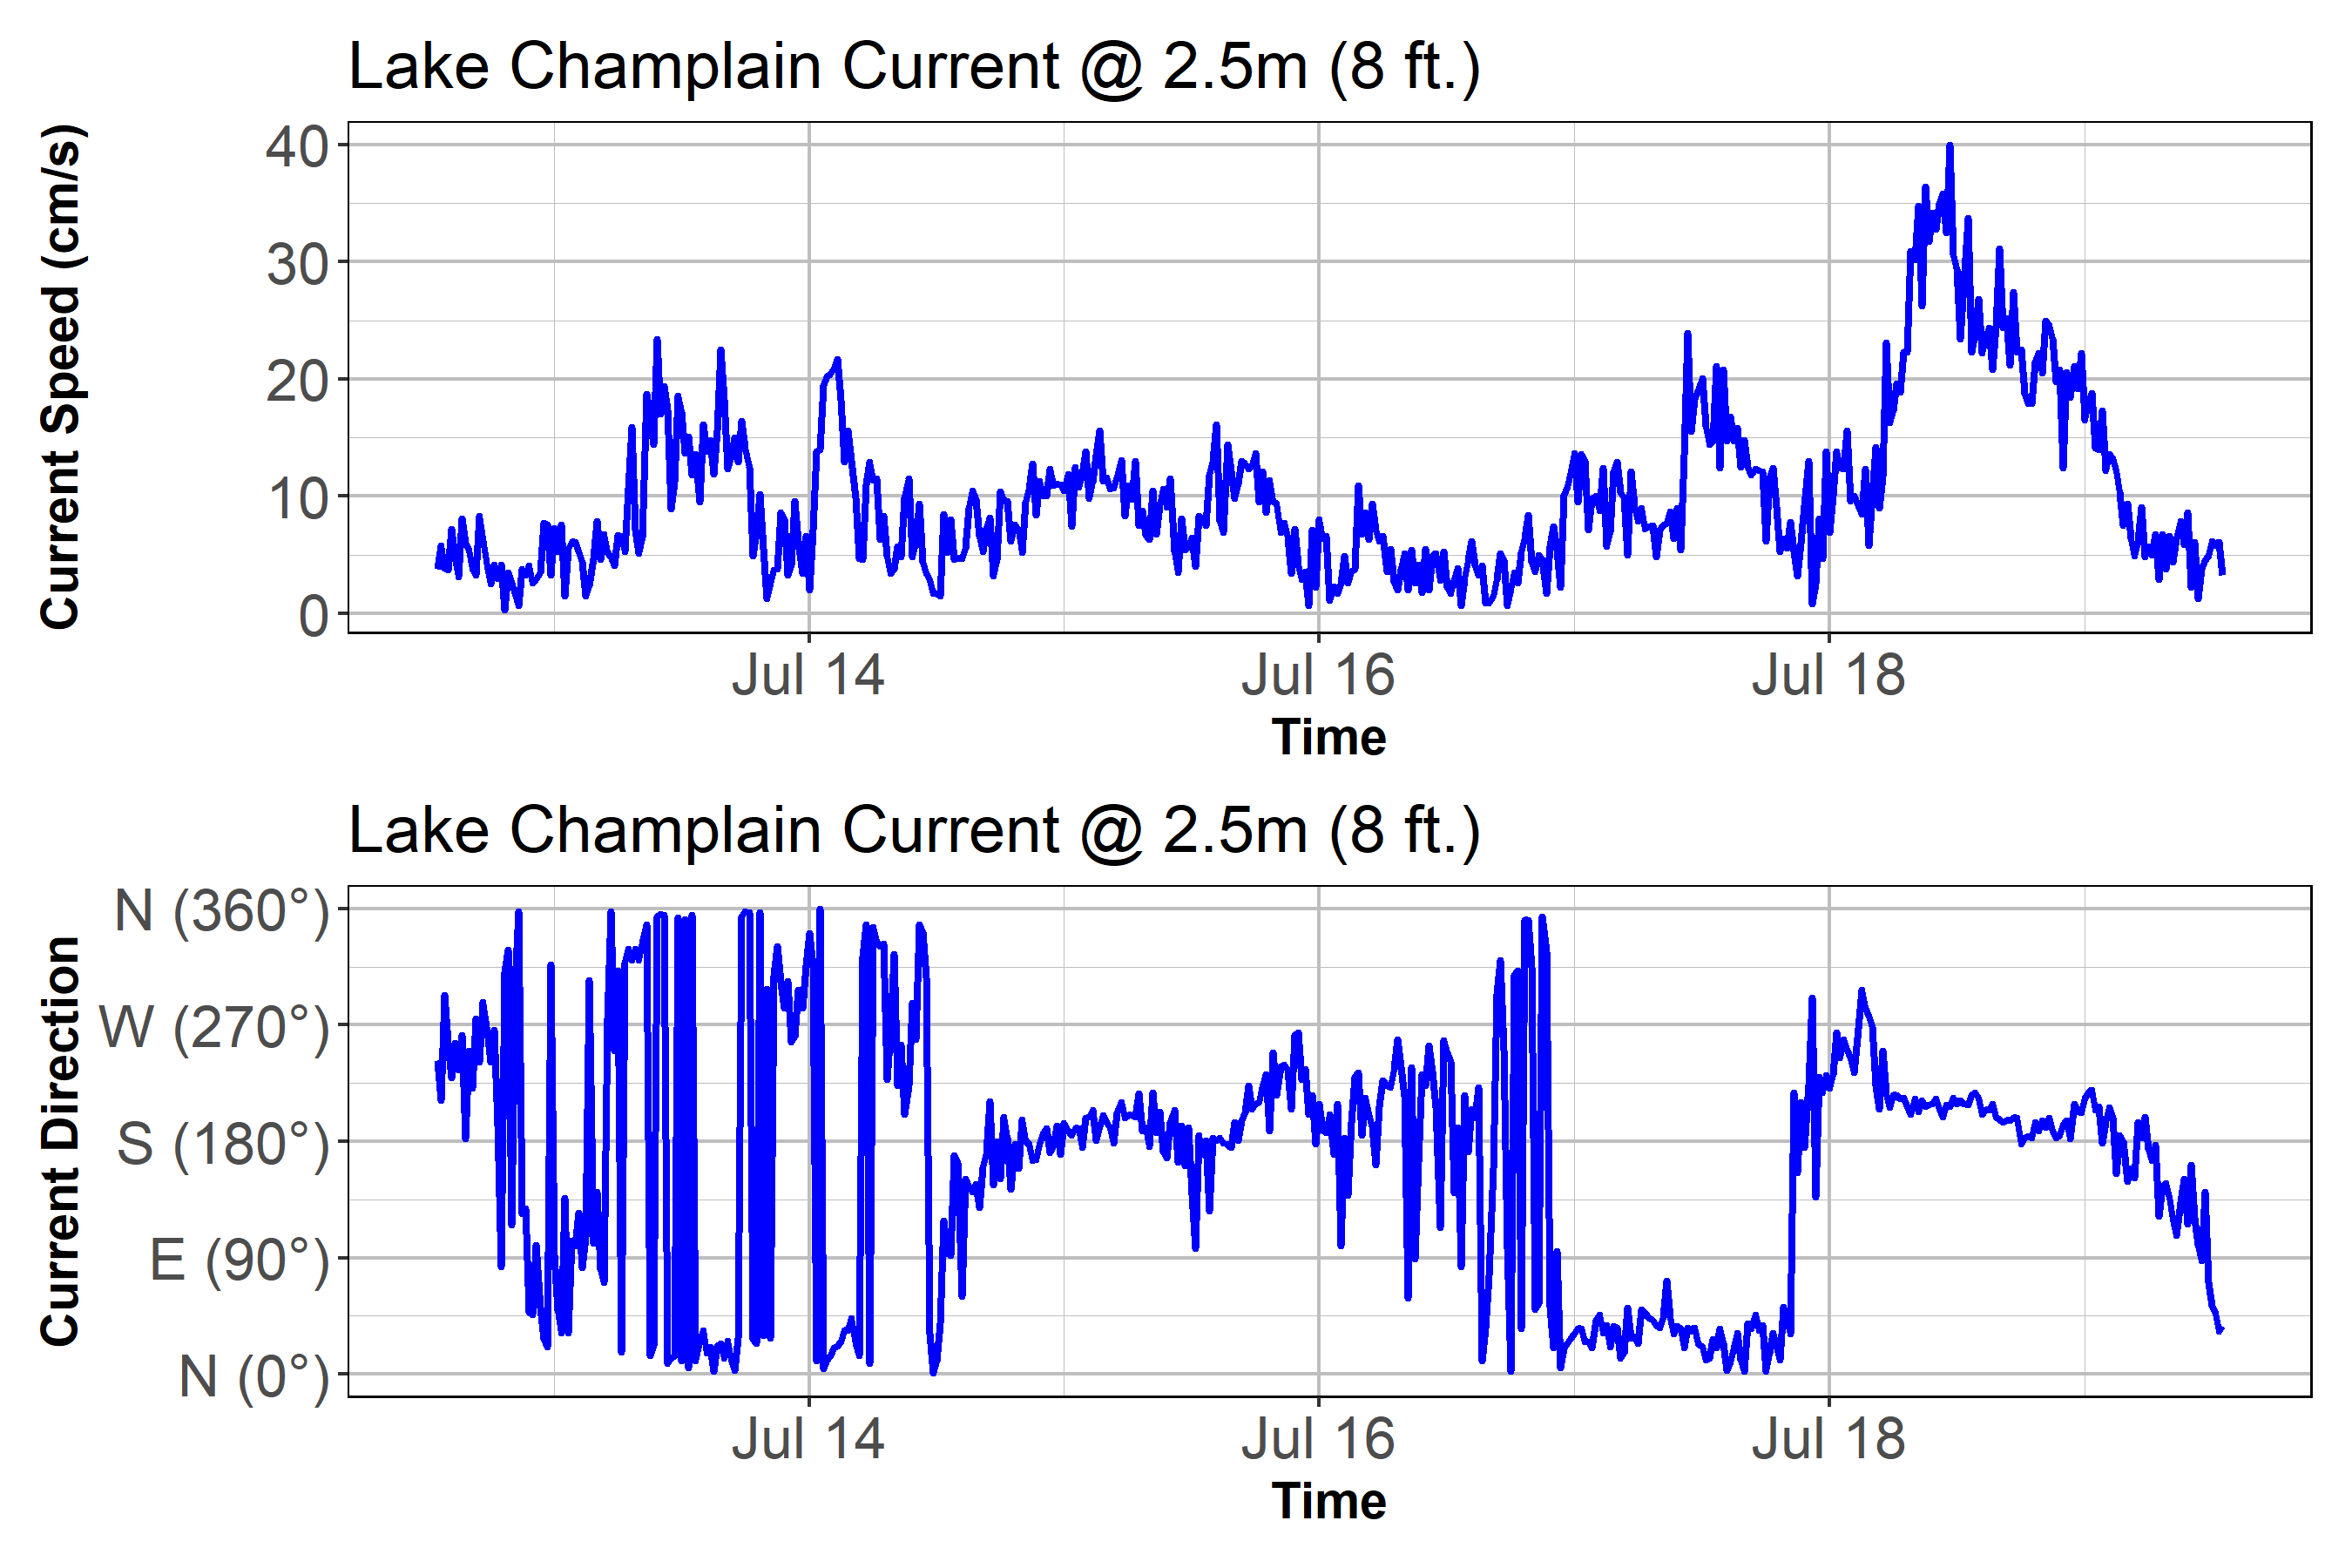 Lake Champlain Current @ 2.5m (8 ft.)
Current Speed (cm/s)
40
30
20
10
0
Jul 14
Jul 16
Jul 18
Time
Lake Champlain Current @ 2.5m (8 ft.)
Current Direction
N (360°)
W (270°)
S (180°)
E (90°)
N (0°)
Jul 14
Jul 16
Jul 18
Time